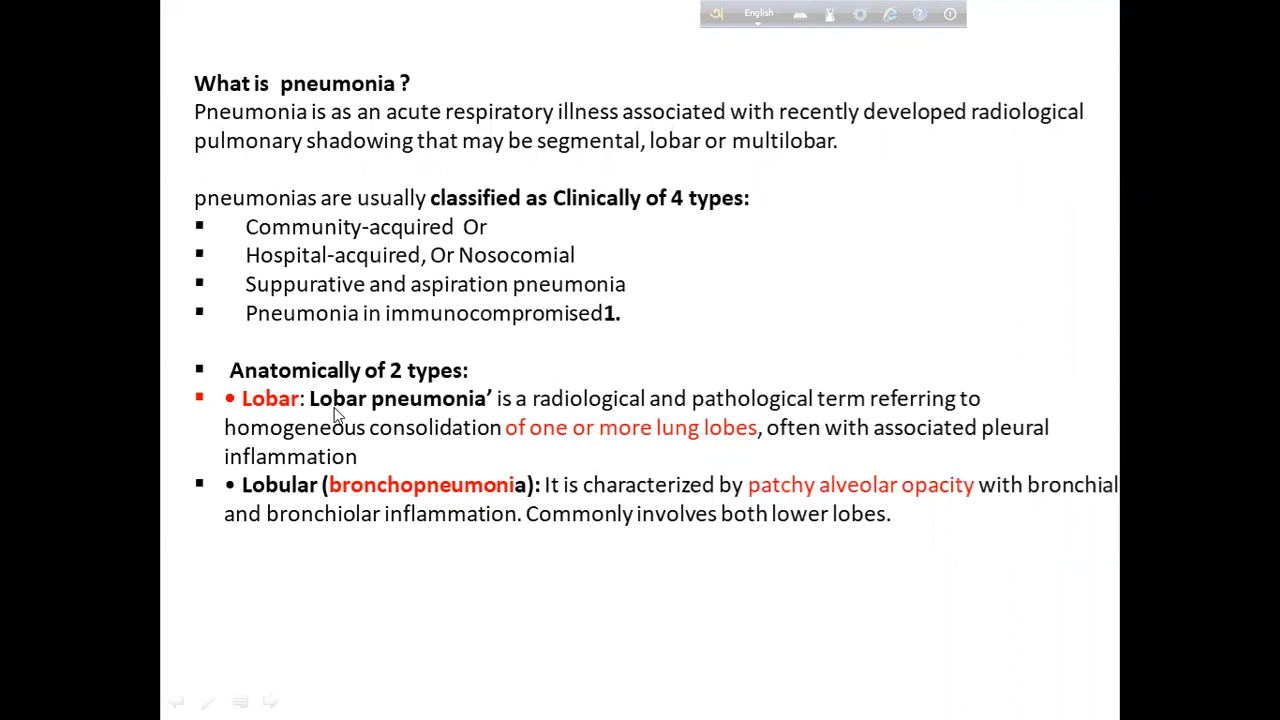 English
What is pneumonia ?
Pneumonia is as an acute respiratory illness associated with recently developed radiological
pulmonary shadowing that may be segmental, lobar or multilobar.
pneumonias are usually classified as Clinically of 4 types:
▪ Community-acquired Or
▪ Hospital-acquired, Or Nosocomial
▪ Suppurative and aspiration pneumonia
▪ Pneumonia in immunocompromised1.
▪ Anatomically of 2 types:
▪ • Lobar: Lobar pneumonia’ is a radiological and pathological term referring to
homogeneous consolidation of one or more lung lobes, often with associated pleural
inflammation
▪ • Lobular (bronchopneumonia): It is characterized by patchy alveolar opacity with bronchial
and bronchiolar inflammation. Commonly involves both lower lobes.